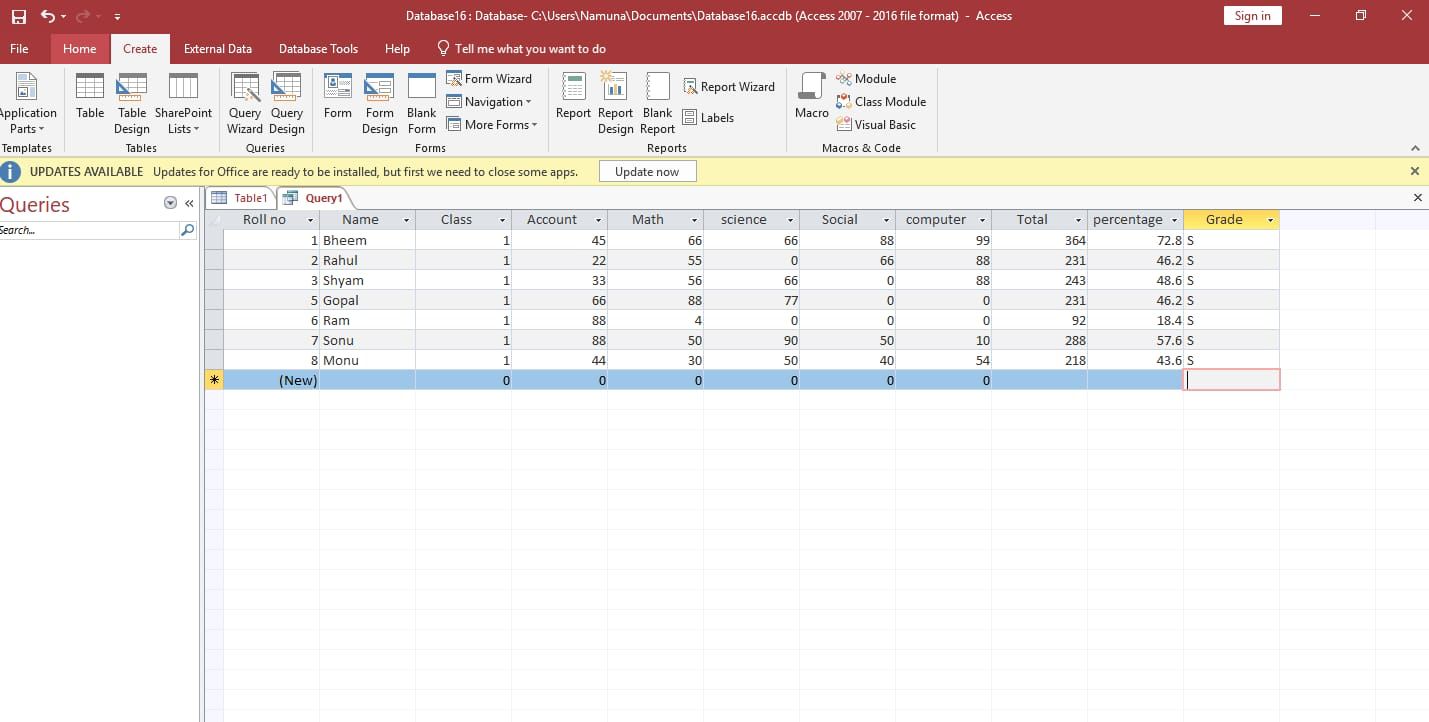 Database16 : Database- C:\Users\Namuna\Documents\Database16.accdb (Access 2007 - 2016 file format) - Access
Sign in
File Home Create External Data Database Tools Help Tell me what you want to do
Application Parts
Templates
Table
Table Design
SharePoint Lists
Tables
Query Wizard
Query Design
Queries
Form
Form Design
Blank Form
Form Wizard
Navigation
More Forms
Forms
Report
Report Design
Blank Report
Report Wizard
Labels
Reports
Macro
Module
Class Module
Visual Basic
Macros & Code
UPDATES AVAILABLE Updates for Office are ready to be installed, but first we need to close some apps. Update now
Queries
Search...
Table1 Query1
Roll no Name Class Account Math science Social computer Total percentage Grade
1 Bheem 1 45 66 66 88 99 364 72.8 S
2 Rahul 1 22 55 0 66 88 231 46.2 S
3 Shyam 1 33 56 66 0 88 243 48.6 S
5 Gopal 1 66 88 77 0 0 231 46.2 S
6 Ram 1 88 4 0 0 0 92 18.4 S
7 Sonu 1 88 50 90 50 10 288 57.6 S
8 Monu 1 44 30 50 40 54 218 43.6 S
(New) 0 0 0 0 0 0